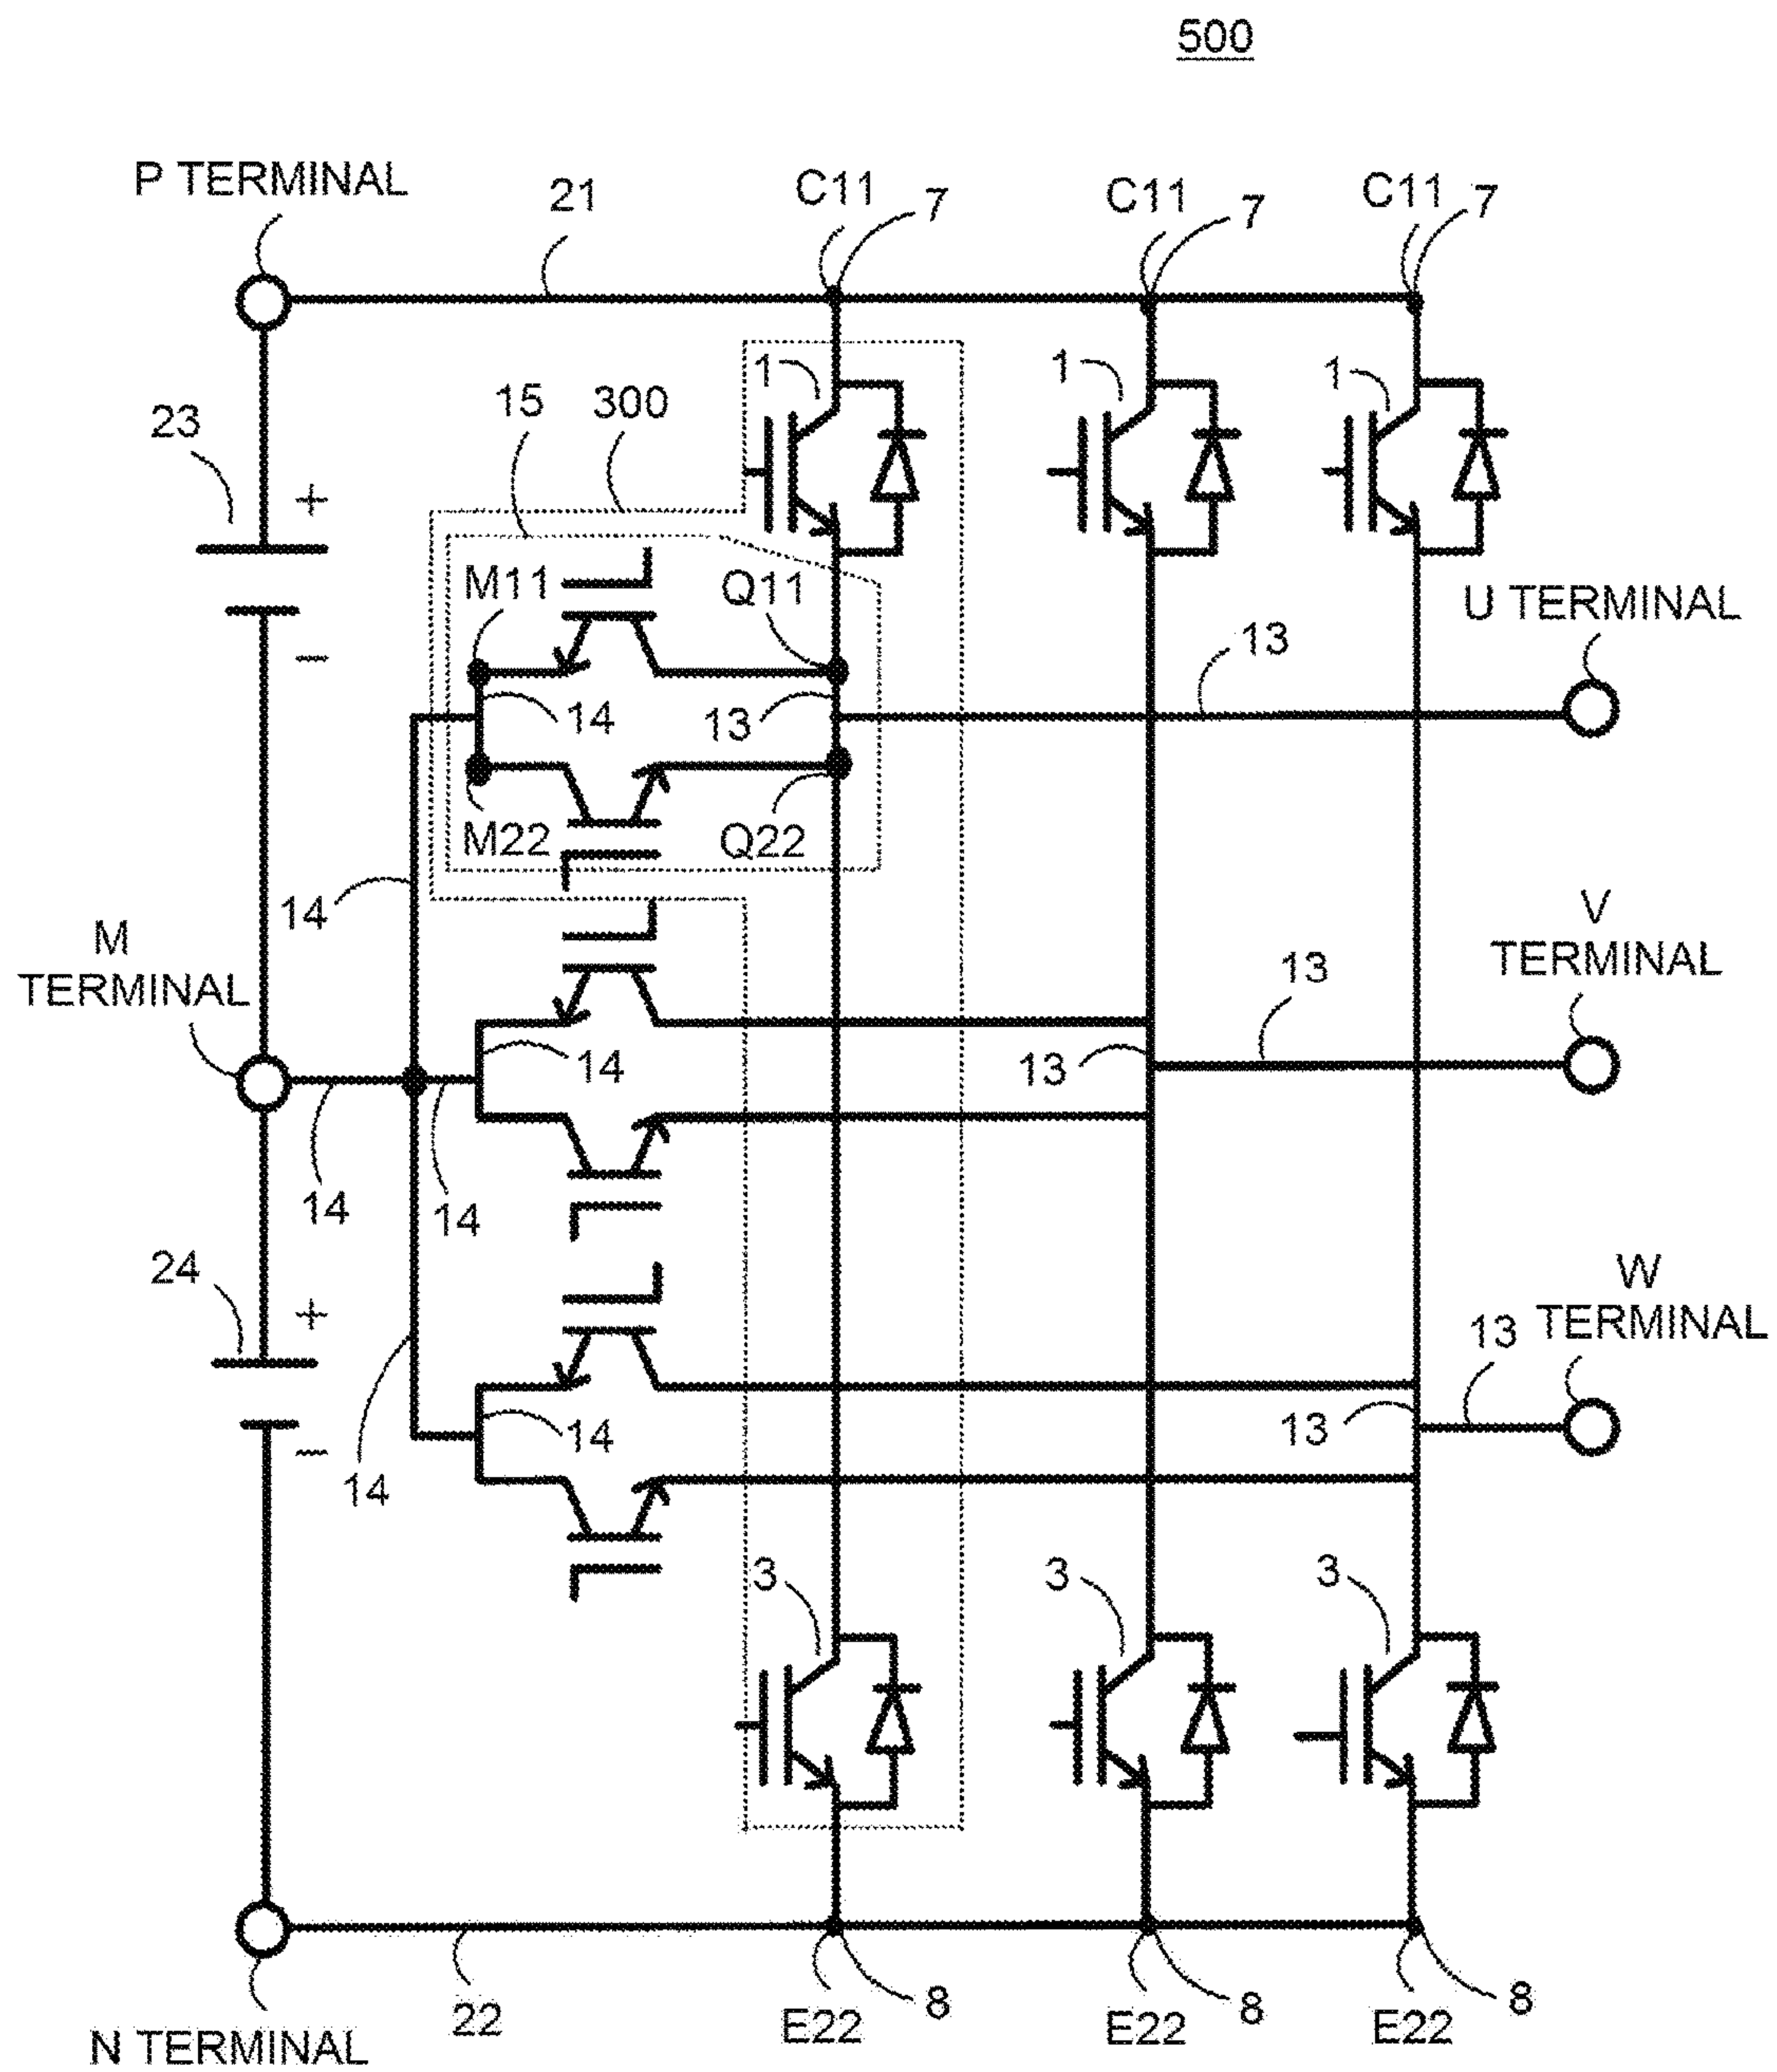 500
P TERMINAL
21
C11
7
C11
7
C11
7
1
1
1
23
+
15
300
−
M11
Q11
U TERMINAL
13
14
13
M22
Q22
14
M
TERMINAL
V
TERMINAL
13
14
13
14
14
24
+
W
TERMINAL
13
−
14
13
14
3
3
3
22
E22
8
E22
8
E22
8
N TERMINAL